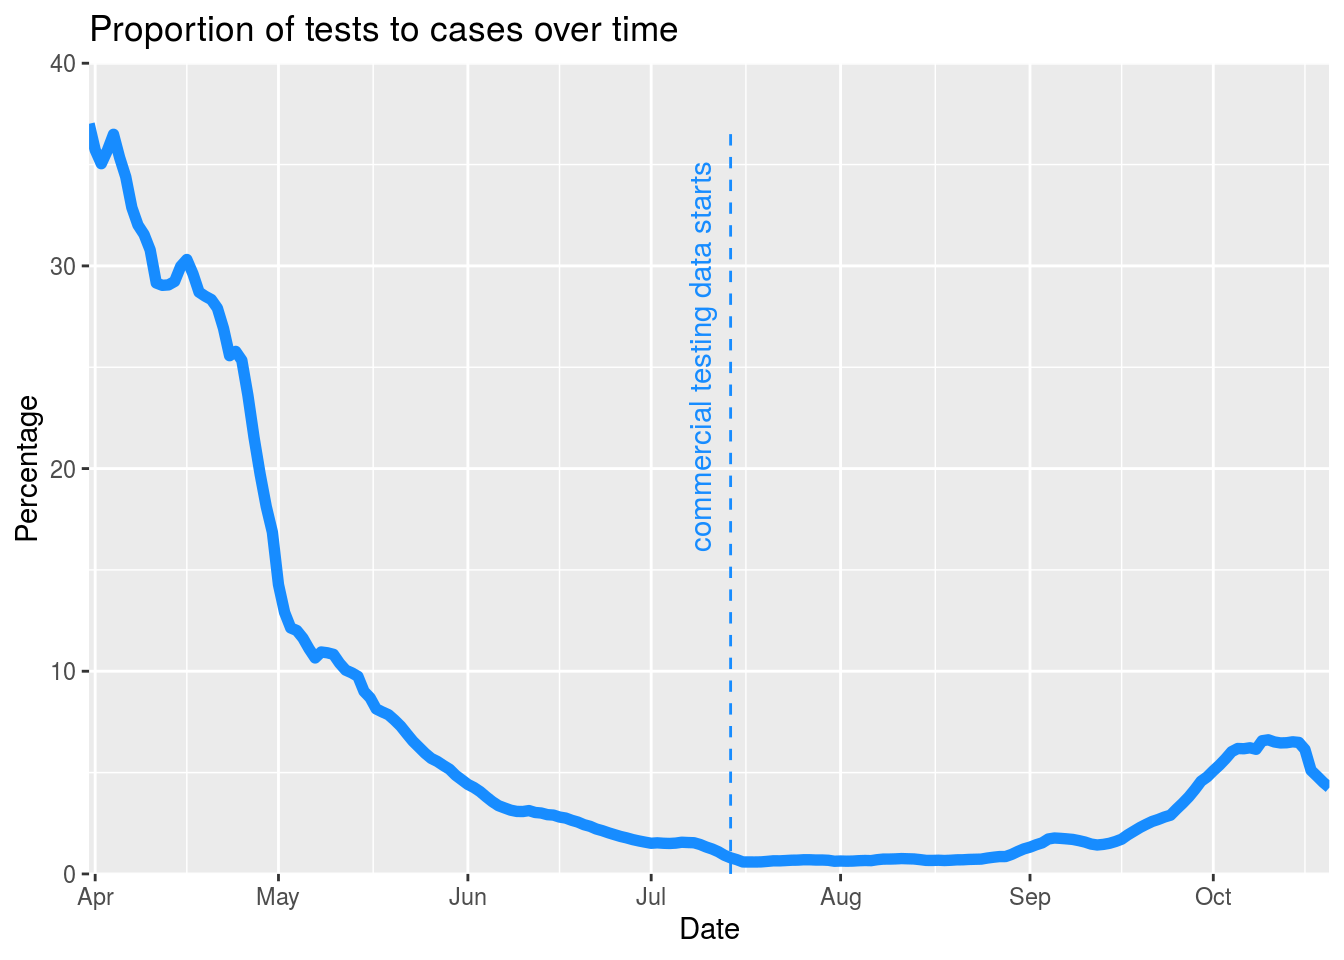 Proportion of tests to cases over time
40
30
20
10
0
Percentage
commercial testing data starts
Apr May Jun Jul Aug Sep Oct
Date